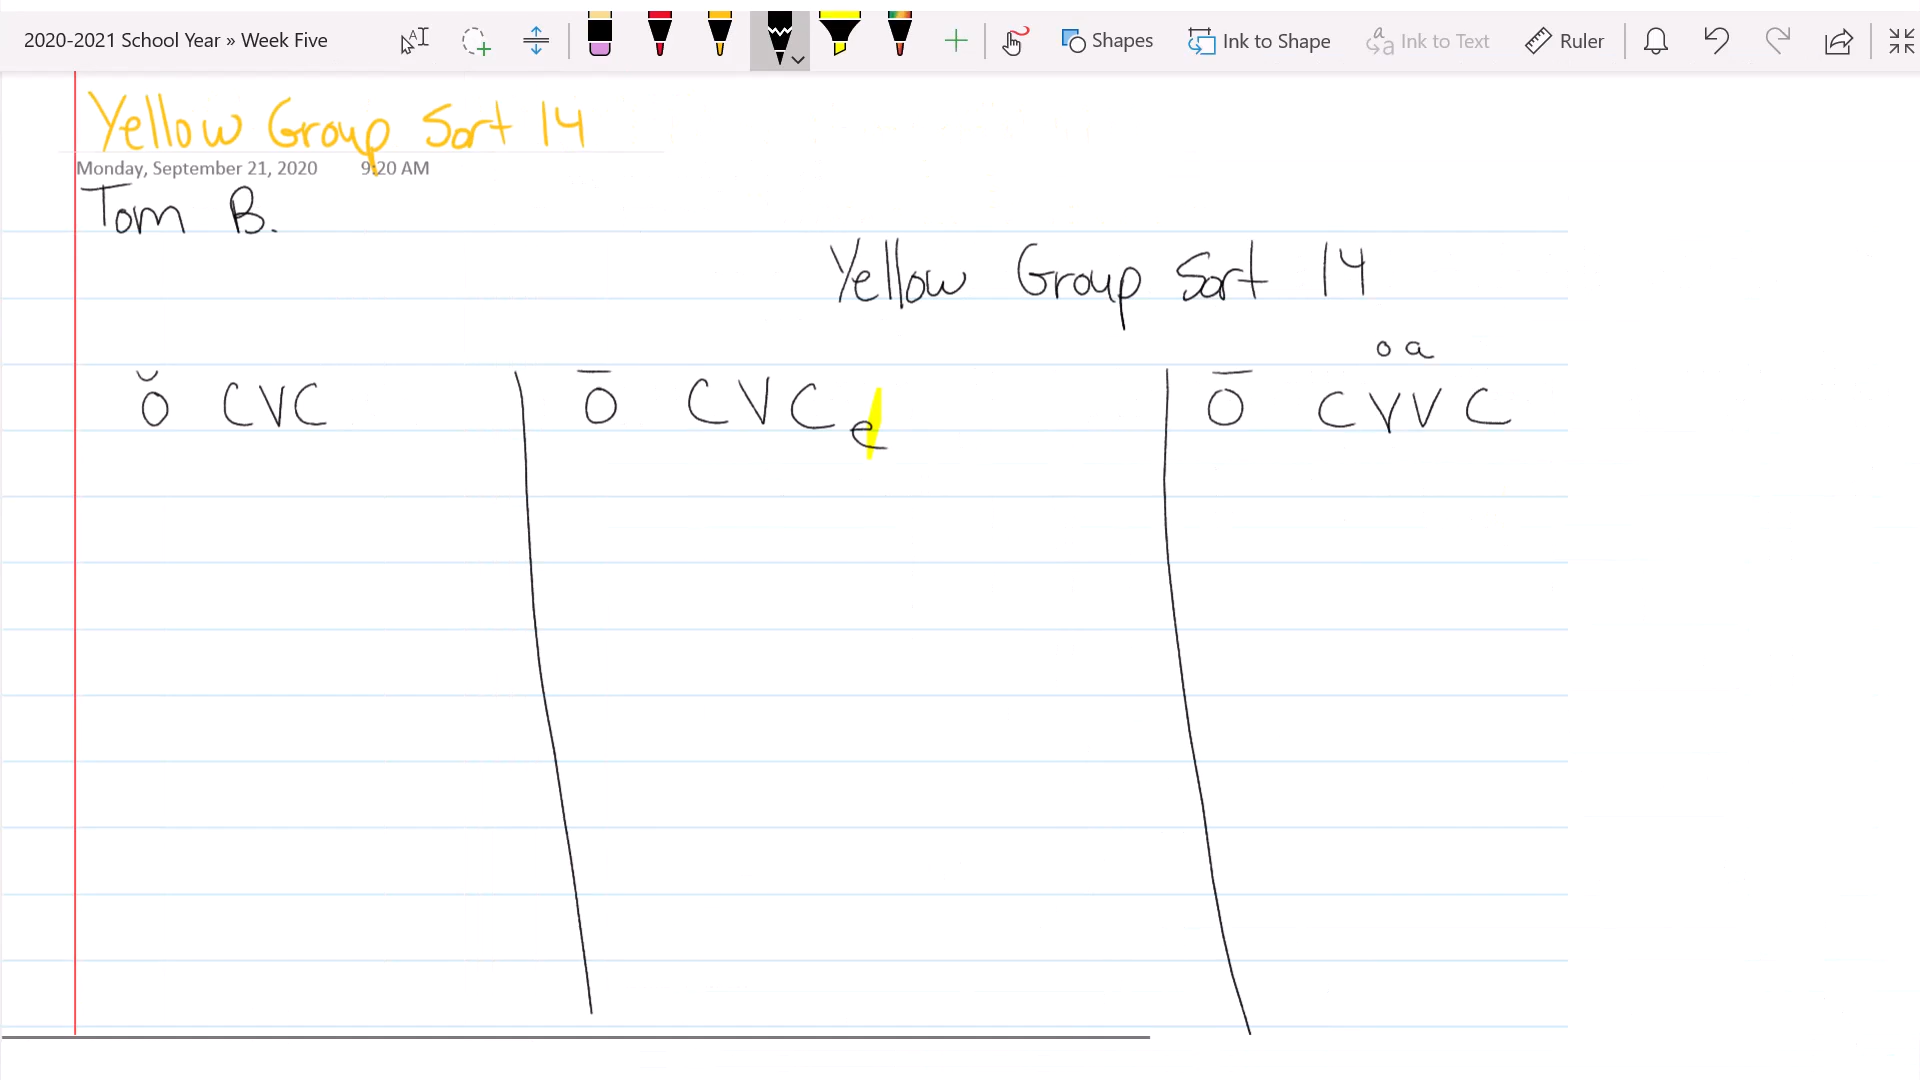 2020-2021 School Year » Week Five Shapes Ink to Shape Ink to Text Ruler
Yellow Group Sort 14
Monday, September 21, 2020 9:20 AM
Tom B.
Yellow Group Sort 14
oa
ŏ CVC ō CVCe ō CVVC